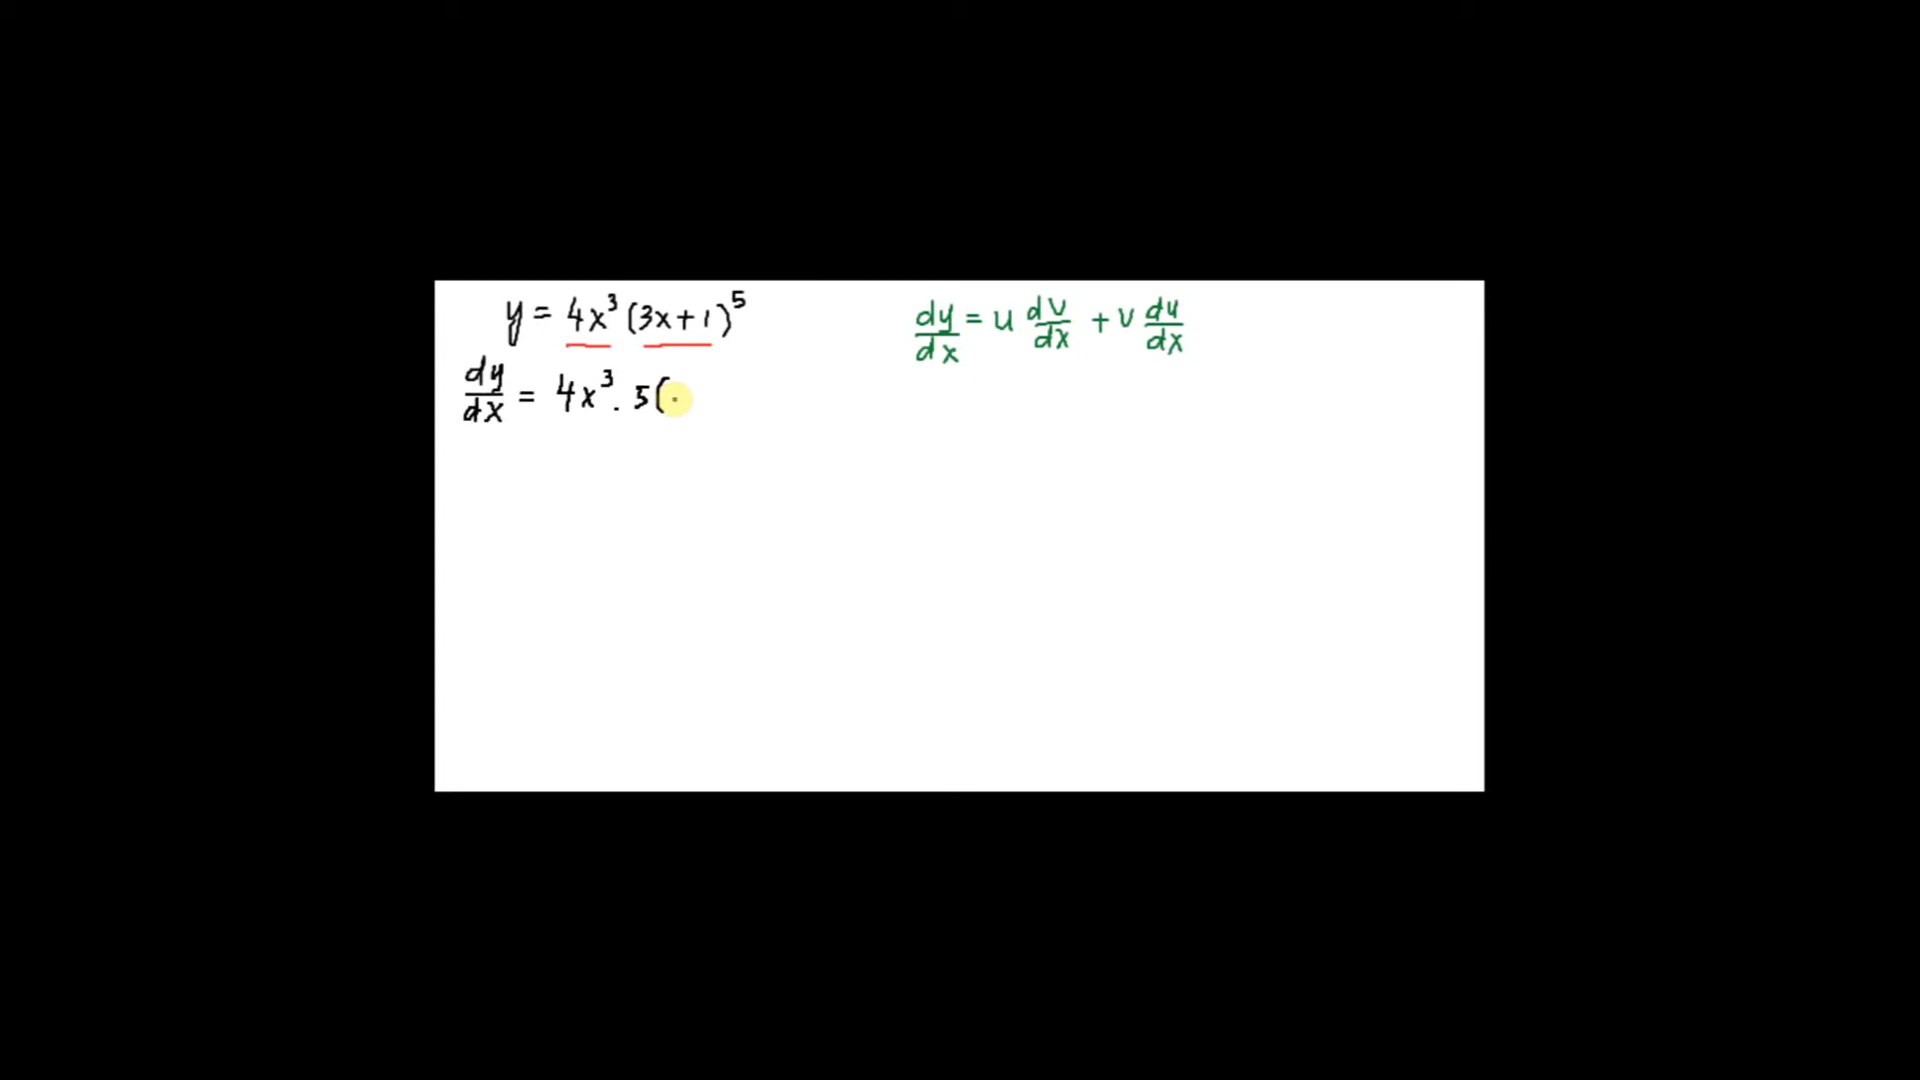 y = 4x³ (3x+1)⁵
dy/dx = u dv/dx + v du/dx
dy/dx = 4x³ . 5(